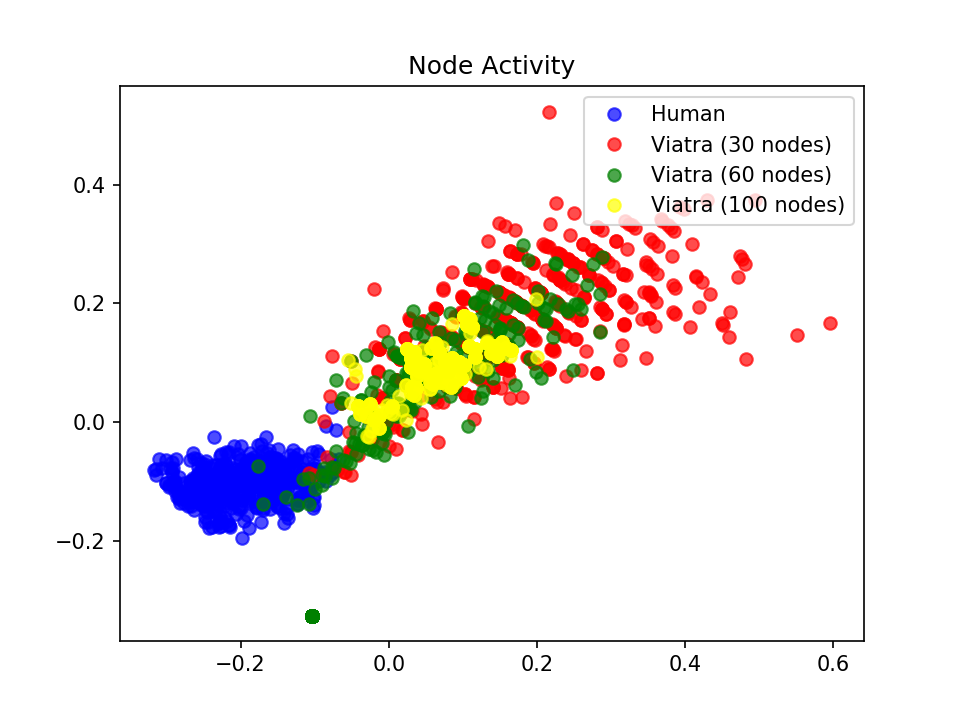 Node Activity
Human
Viatra (30 nodes)
Viatra (60 nodes)
Viatra (100 nodes)
0.4
0.2
0.0
−0.2
−0.2
0.0
0.2
0.4
0.6